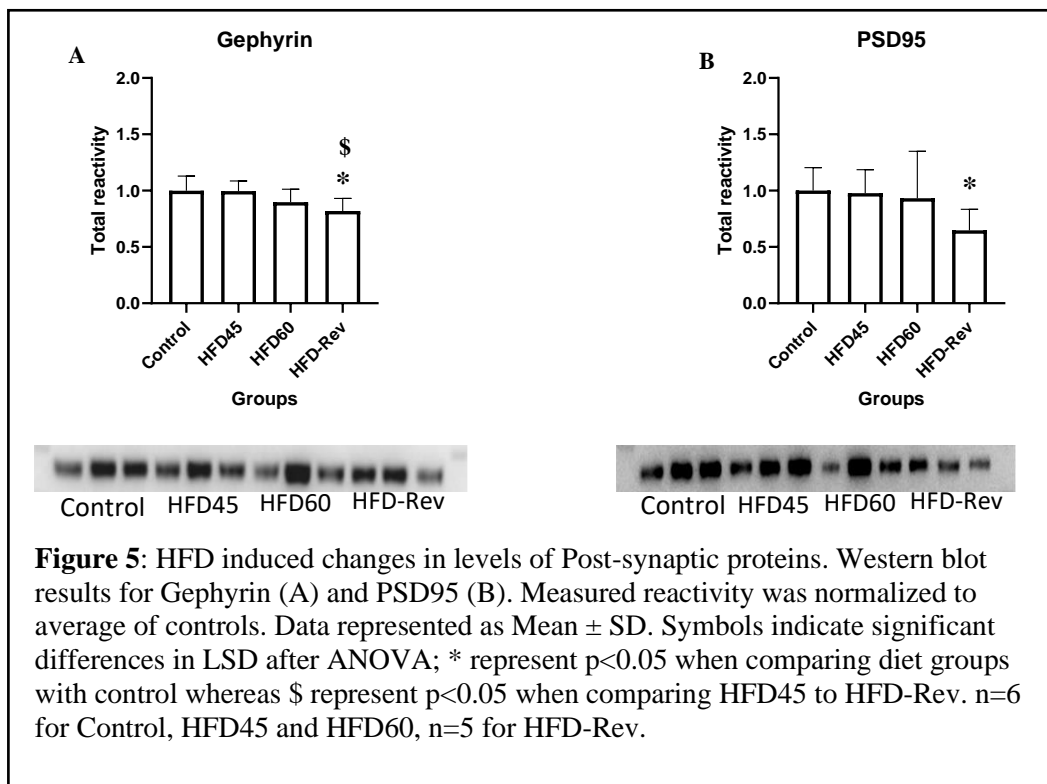 Gephyrin
A
2.0
1.5
1.0
0.5
0.0
Total reactivity
$
*
Control
HFD45
HFD60
HFD-Rev
Groups
Control HFD45 HFD60 HFD-Rev
PSD95
B
2.0
1.5
1.0
0.5
0.0
Total reactivity
*
Control
HFD45
HFD60
HFD-Rev
Groups
Control HFD45 HFD60 HFD-Rev
Figure 5: HFD induced changes in levels of Post-synaptic proteins. Western blot
results for Gephyrin (A) and PSD95 (B). Measured reactivity was normalized to
average of controls. Data represented as Mean ± SD. Symbols indicate significant
differences in LSD after ANOVA; * represent p<0.05 when comparing diet groups
with control whereas $ represent p<0.05 when comparing HFD45 to HFD-Rev. n=6
for Control, HFD45 and HFD60, n=5 for HFD-Rev.